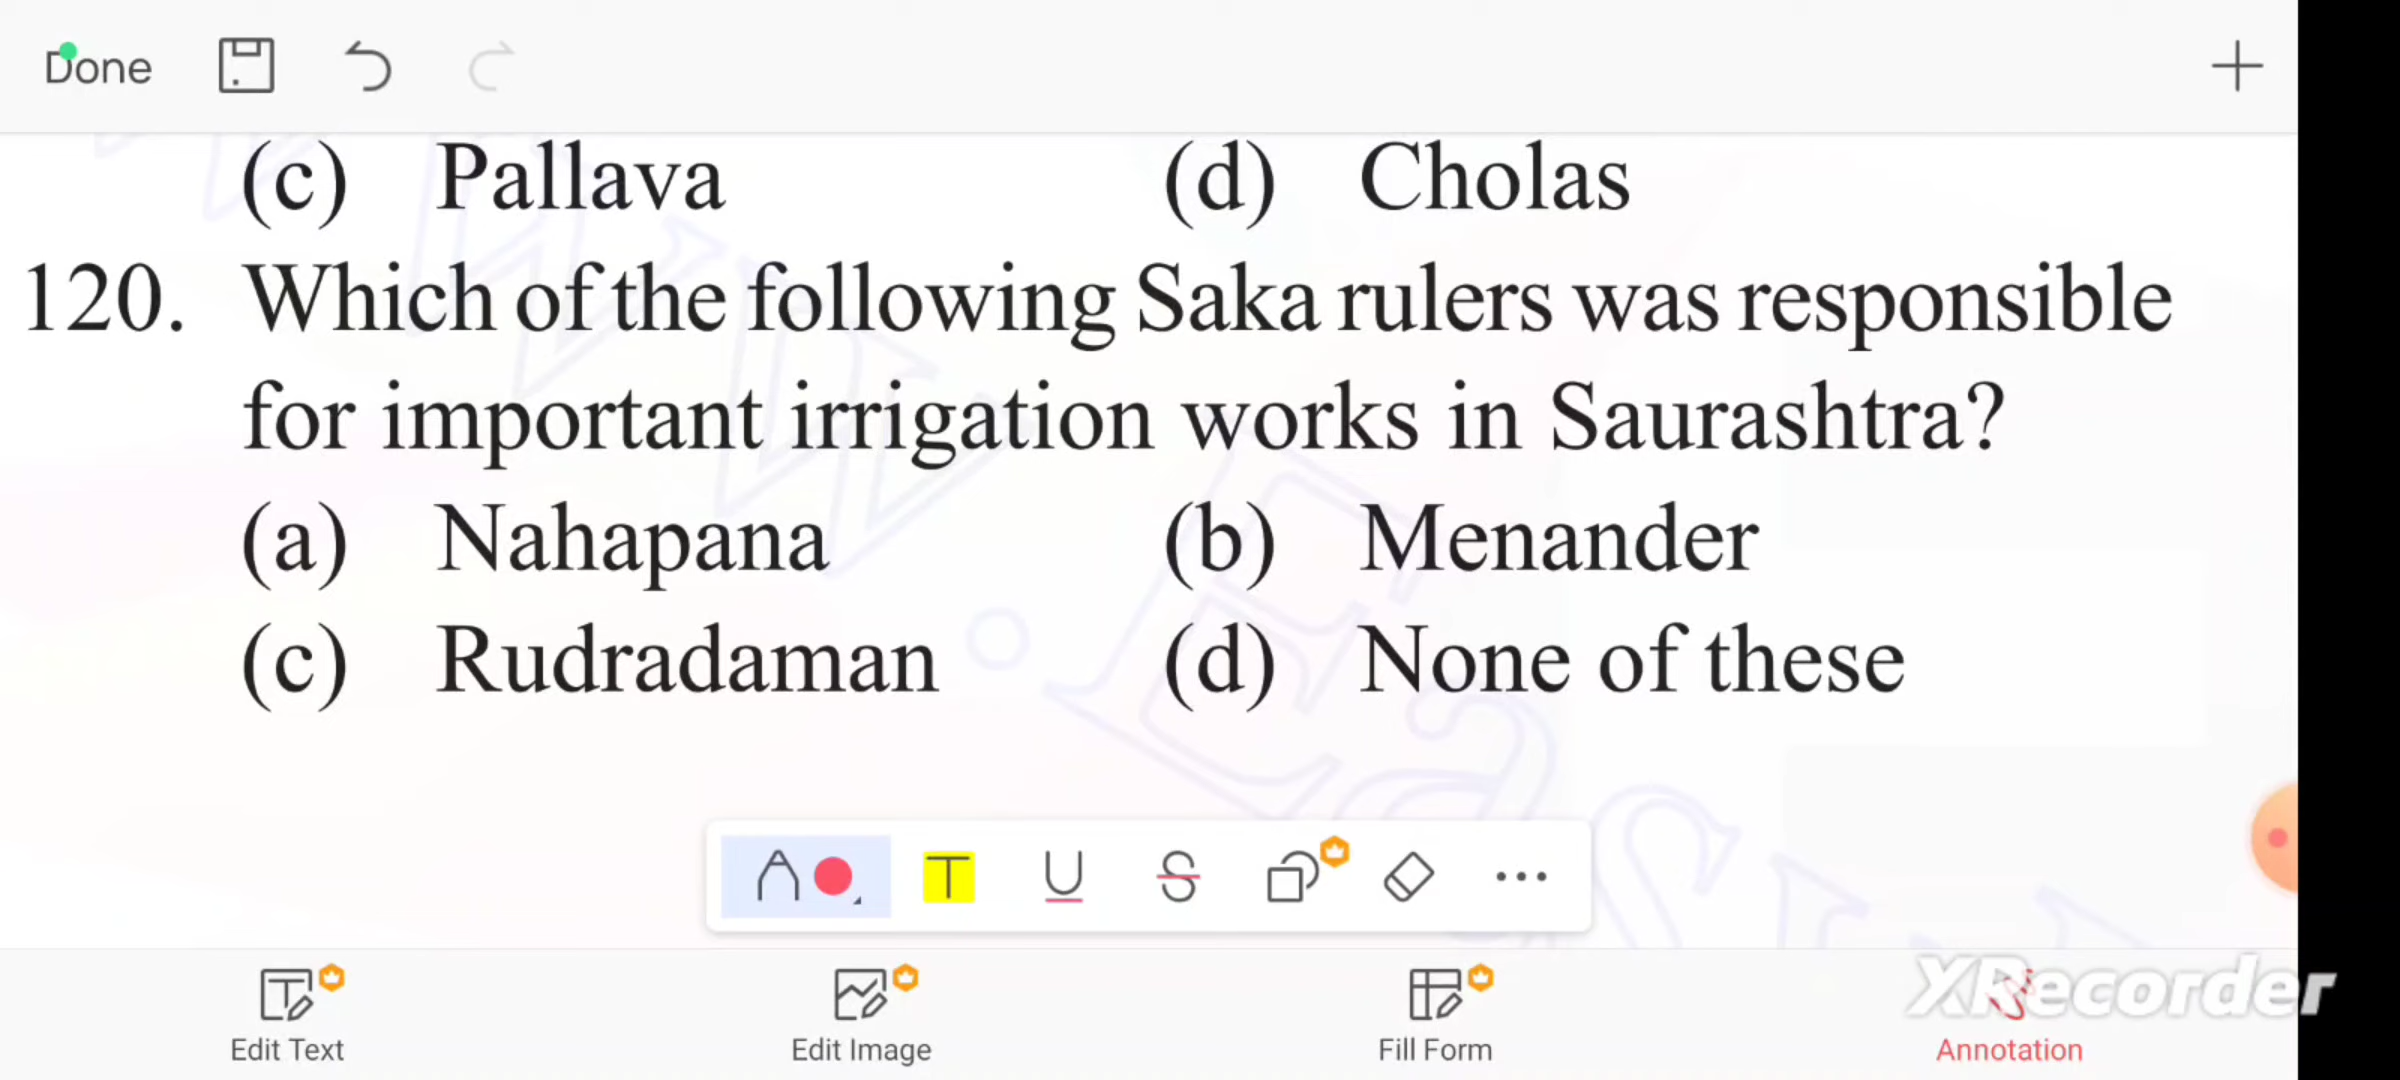 Done
(c) Pallava (d) Cholas
120. Which of the following Saka rulers was responsible
for important irrigation works in Saurashtra?
(a) Nahapana (b) Menander
(c) Rudradaman (d) None of these
T U S
Edit Text Edit Image Fill Form Annotation
XRecorder